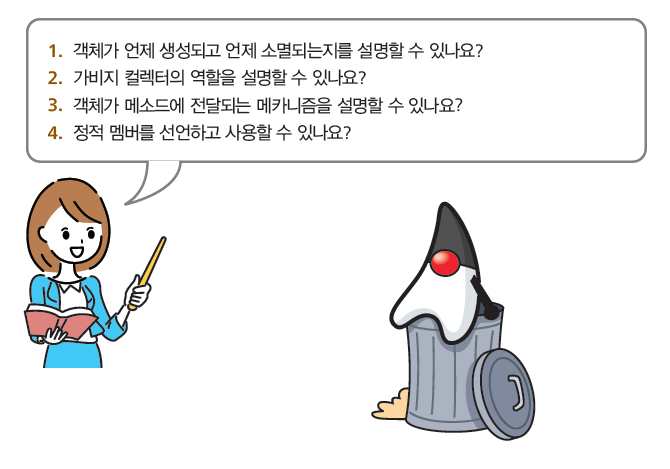 1. 객체가 언제 생성되고 언제 소멸되는지를 설명할 수 있나요?
2. 가비지 컬렉터의 역할을 설명할 수 있나요?
3. 객체가 메소드에 전달되는 메카니즘을 설명할 수 있나요?
4. 정적 멤버를 선언하고 사용할 수 있나요?